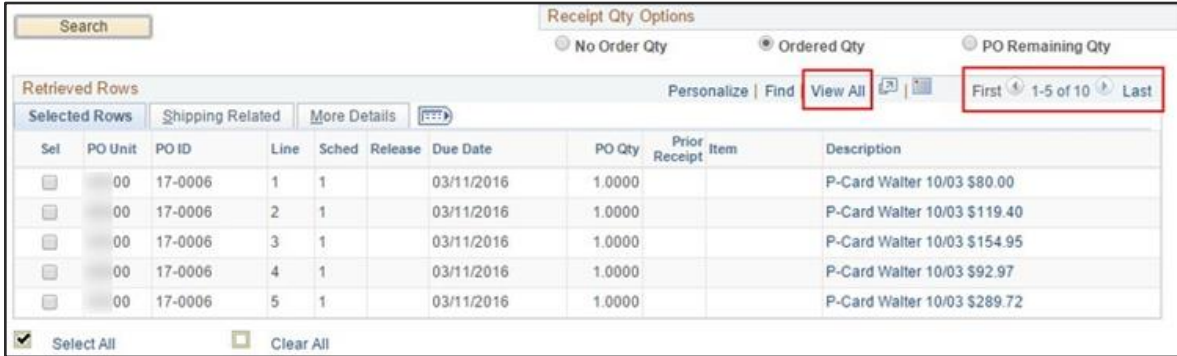 Search
Receipt Qty Options
No Order Qty Ordered Qty PO Remaining Qty
Retrieved Rows Personalize | Find | View All | First 1-5 of 10 Last
Selected Rows Shipping Related More Details
Sel PO Unit PO ID Line Sched Release Due Date PO Qty Prior Receipt Item Description
00 17-0006 1 1 03/11/2016 1.0000 P-Card Walter 10/03 $80.00
00 17-0006 2 1 03/11/2016 1.0000 P-Card Walter 10/03 $119.40
00 17-0006 3 1 03/11/2016 1.0000 P-Card Walter 10/03 $154.95
00 17-0006 4 1 03/11/2016 1.0000 P-Card Walter 10/03 $92.97
00 17-0006 5 1 03/11/2016 1.0000 P-Card Walter 10/03 $289.72
Select All Clear All